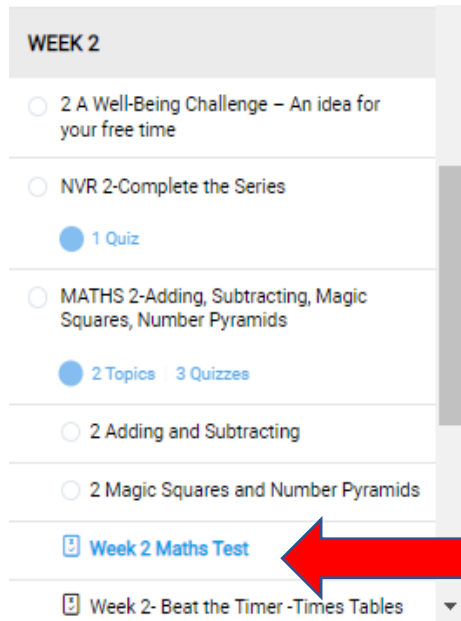 WEEK 2
2 A Well-Being Challenge – An idea for
your free time
NVR 2-Complete the Series
1 Quiz
MATHS 2-Adding, Subtracting, Magic
Squares, Number Pyramids
2 Topics | 3 Quizzes
2 Adding and Subtracting
2 Magic Squares and Number Pyramids
Week 2 Maths Test
Week 2- Beat the Timer -Times Tables